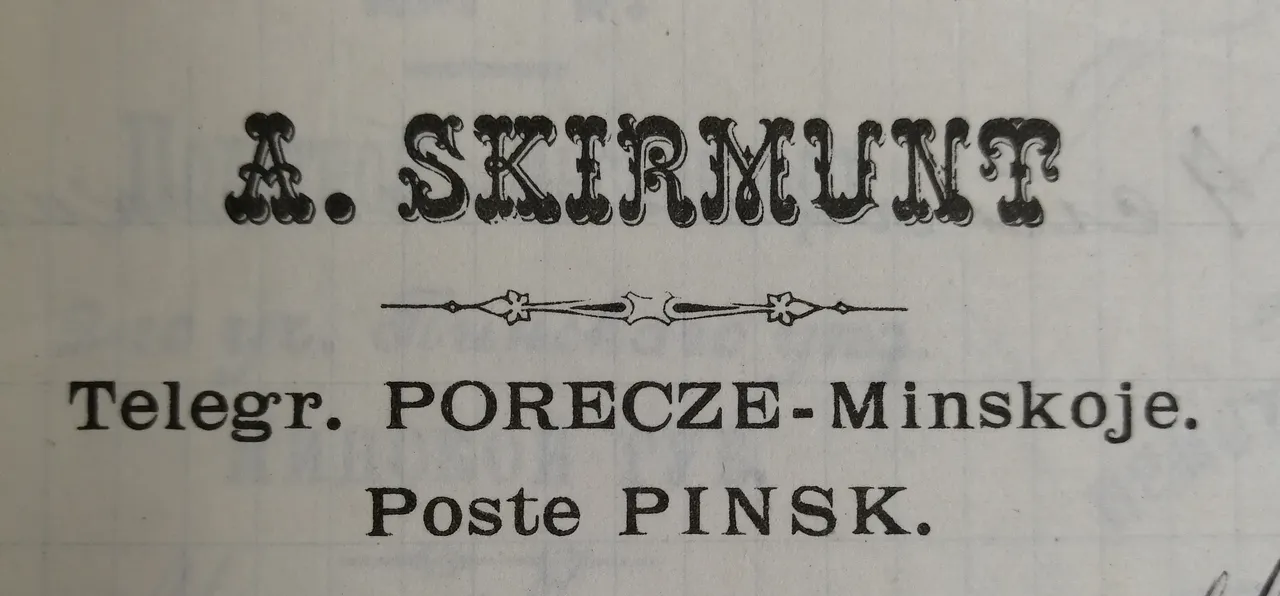 A. SKIRMUNT
Telegr. PORECZE-Minskoje.
Poste PINSK.